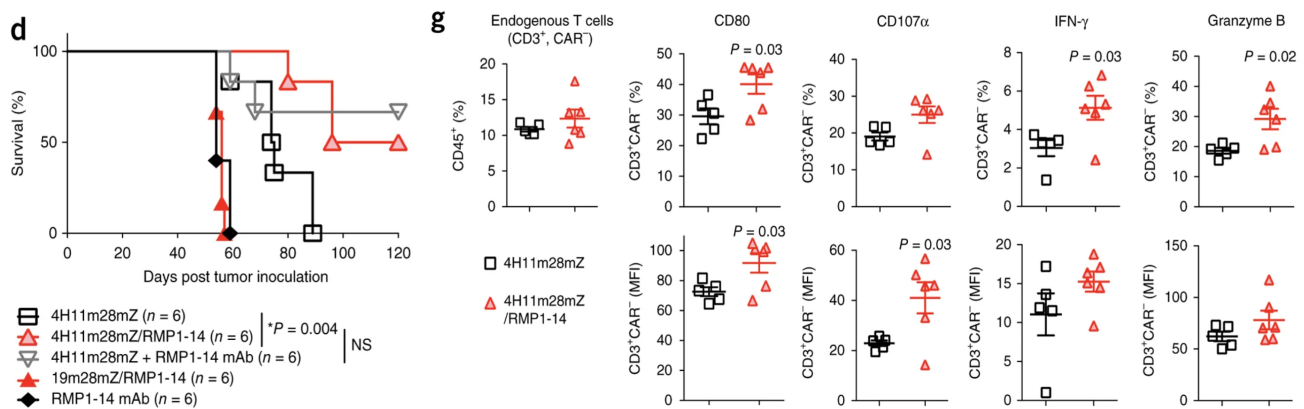 d
Survival (%)
100
50
0
0 20 40 60 80 100 120
Days post tumor inoculation
4H11m28mZ (n = 6)
4H11m28mZ/RMP1-14 (n = 6)
4H11m28mZ + RMP1-14 mAb (n = 6)
19m28mZ/RMP1-14 (n = 6)
RMP1-14 mAb (n = 6)
*P = 0.004
NS
g
Endogenous T cells
(CD3⁺, CAR⁻)
CD45⁺ (%)
20
15
10
5
0
CD80
P = 0.03
CD3⁺CAR⁻ (%)
50
40
30
20
10
0
CD107α
CD3⁺CAR⁻ (%)
40
30
20
10
0
IFN-γ
P = 0.03
CD3⁺CAR⁻ (%)
8
6
4
2
0
Granzyme B
P = 0.02
CD3⁺CAR⁻ (%)
50
40
30
20
10
0
4H11m28mZ
4H11m28mZ
/RMP1-14
P = 0.03
CD3⁺CAR⁻ (MFI)
100
80
60
40
20
0
P = 0.03
CD3⁺CAR⁻ (MFI)
60
40
20
0
CD3⁺CAR⁻ (MFI)
20
15
10
5
0
CD3⁺CAR⁻ (MFI)
150
100
50
0